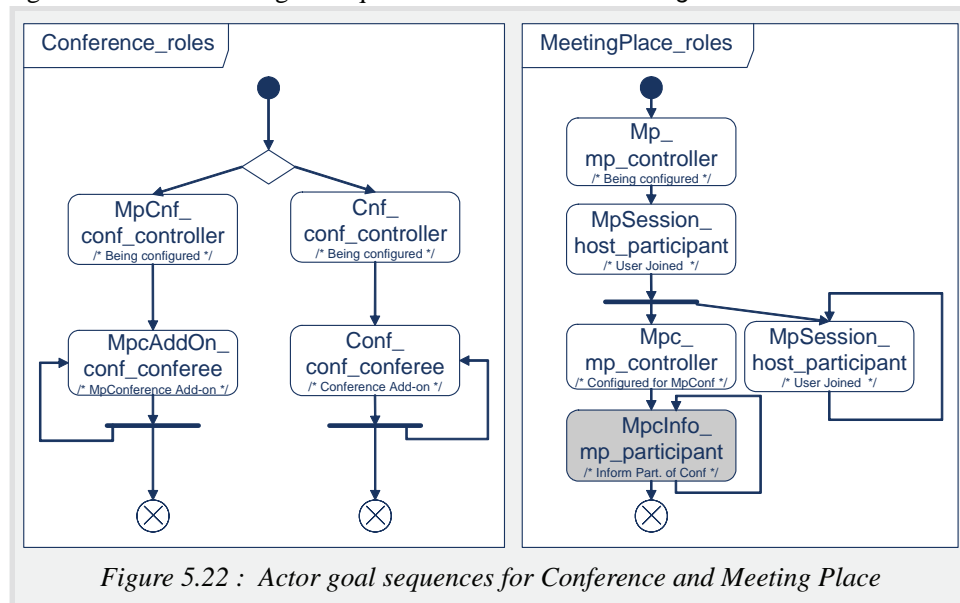 Conference_roles
MpCnf_
conf_controller
/* Being configured */
Cnf_
conf_controller
/* Being configured */
MpcAddOn_
conf_conferee
/* MpConference Add-on */
Conf_
conf_conferee
/* Conference Add-on */
MeetingPlace_roles
Mp_
mp_controller
/* Being configured */
MpSession_
host_participant
/* User Joined */
Mpc_
mp_controller
/* Configured for MpConf */
MpSession_
host_participant
/* User Joined */
MpcInfo_
mp_participant
/* Inform Part. of Conf */
Figure 5.22 : Actor goal sequences for Conference and Meeting Place